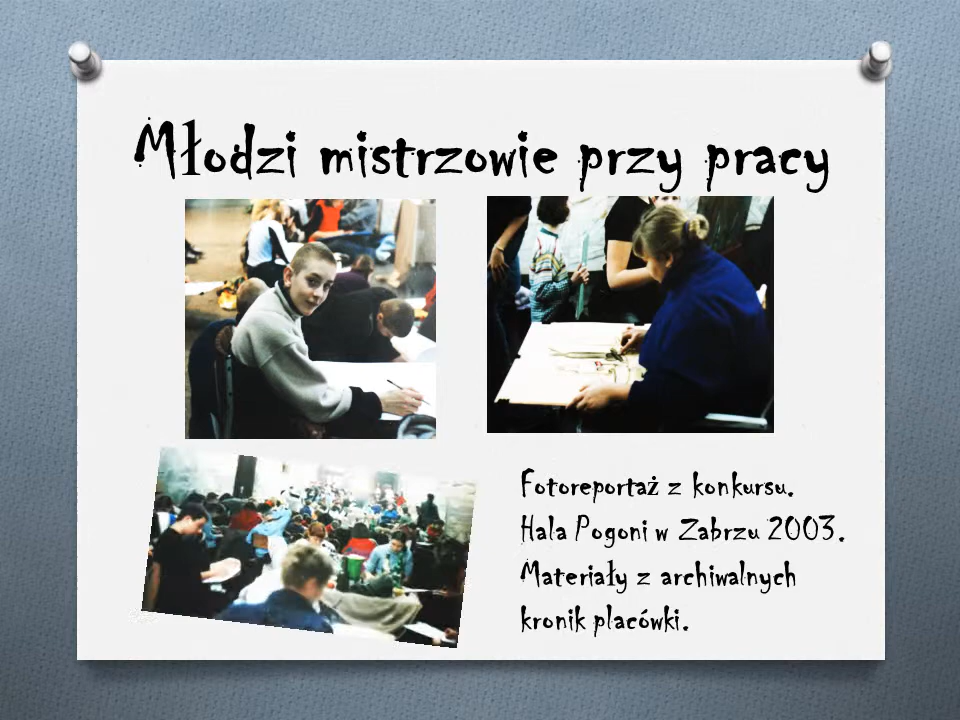 Młodzi mistrzowie przy pracy
Fotoreportaż z konkursu.
Hala Pogoni w Zabrzu 2003.
Materiały z archiwalnych
kronik placówki.